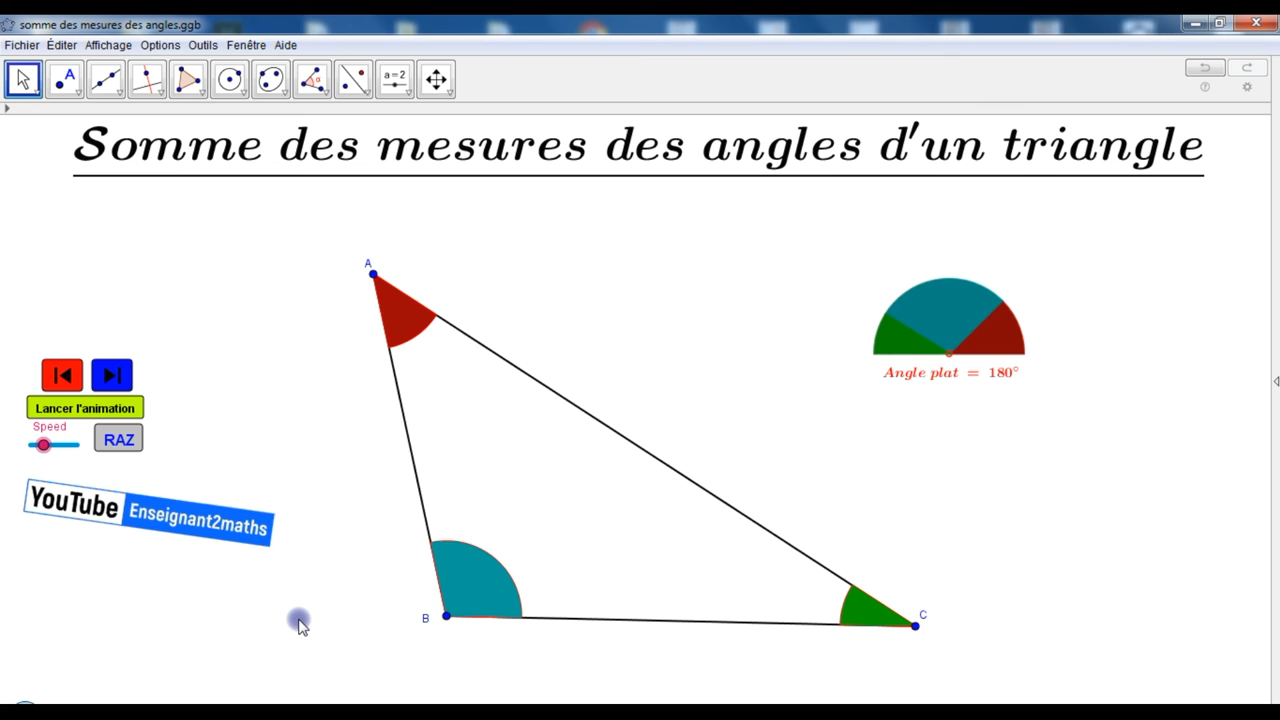 somme des mesures des angles.ggb
Fichier Éditer Affichage Options Outils Fenêtre Aide
A
α
a=2
Somme des mesures des angles d'un triangle
A
Angle plat = 180°
Lancer l'animation
Speed
RAZ
YouTube Enseignant2maths
B
C